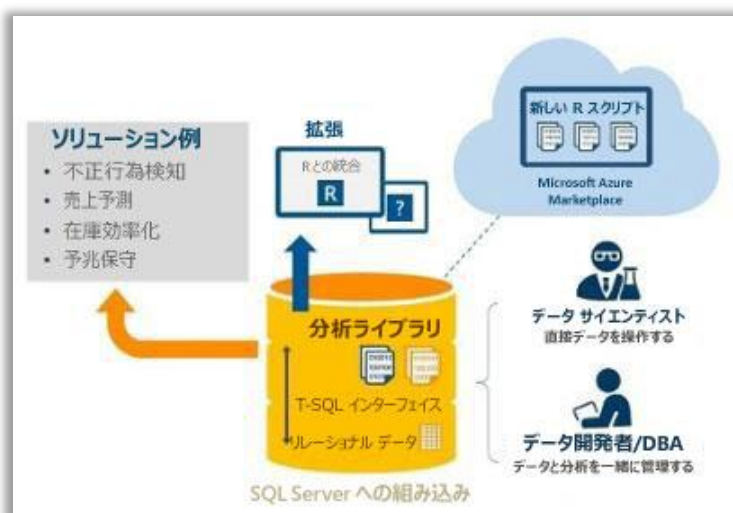 ソリューション例
• 不正行為検知
• 売上予測
• 在庫効率化
• 予兆保守
拡張
Rとの統合
R
?
新しい R スクリプト
Microsoft Azure
Marketplace
分析ライブラリ
T-SQL インターフェイス
リレーショナル データ
SQL Server への組み込み
データ サイエンティスト
直接データを操作する
データ開発者/DBA
データと分析を一緒に管理する